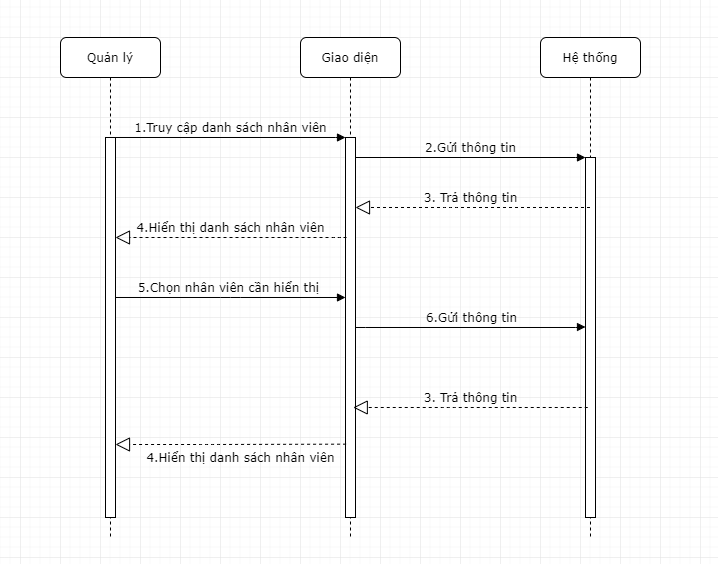 Quản lý
Giao diện
Hệ thống
1.Truy cập danh sách nhân viên
2.Gửi thông tin
3. Trả thông tin
4.Hiển thị danh sách nhân viên
5.Chọn nhân viên cần hiển thị
6.Gửi thông tin
3. Trả thông tin
4.Hiển thị danh sách nhân viên